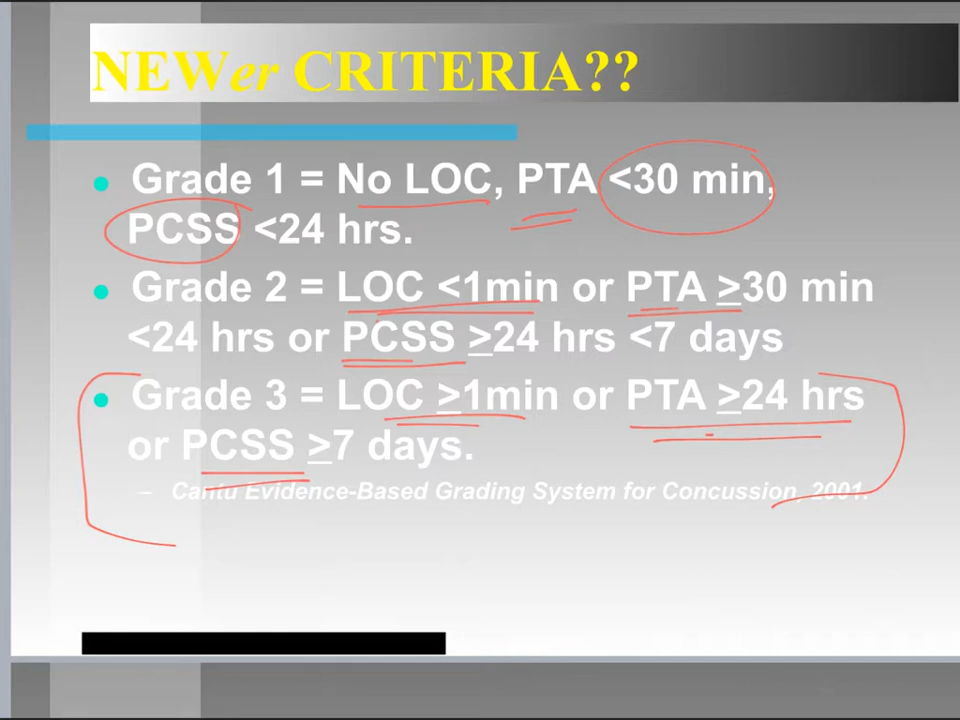 NEWer CRITERIA??
Grade 1 = No LOC, PTA <30 min,
PCSS <24 hrs.
Grade 2 = LOC <1min or PTA ≥30 min
<24 hrs or PCSS ≥24 hrs <7 days
Grade 3 = LOC ≥1min or PTA ≥24 hrs
or PCSS ≥7 days.
– Cantu Evidence-Based Grading System for Concussion, 2001.